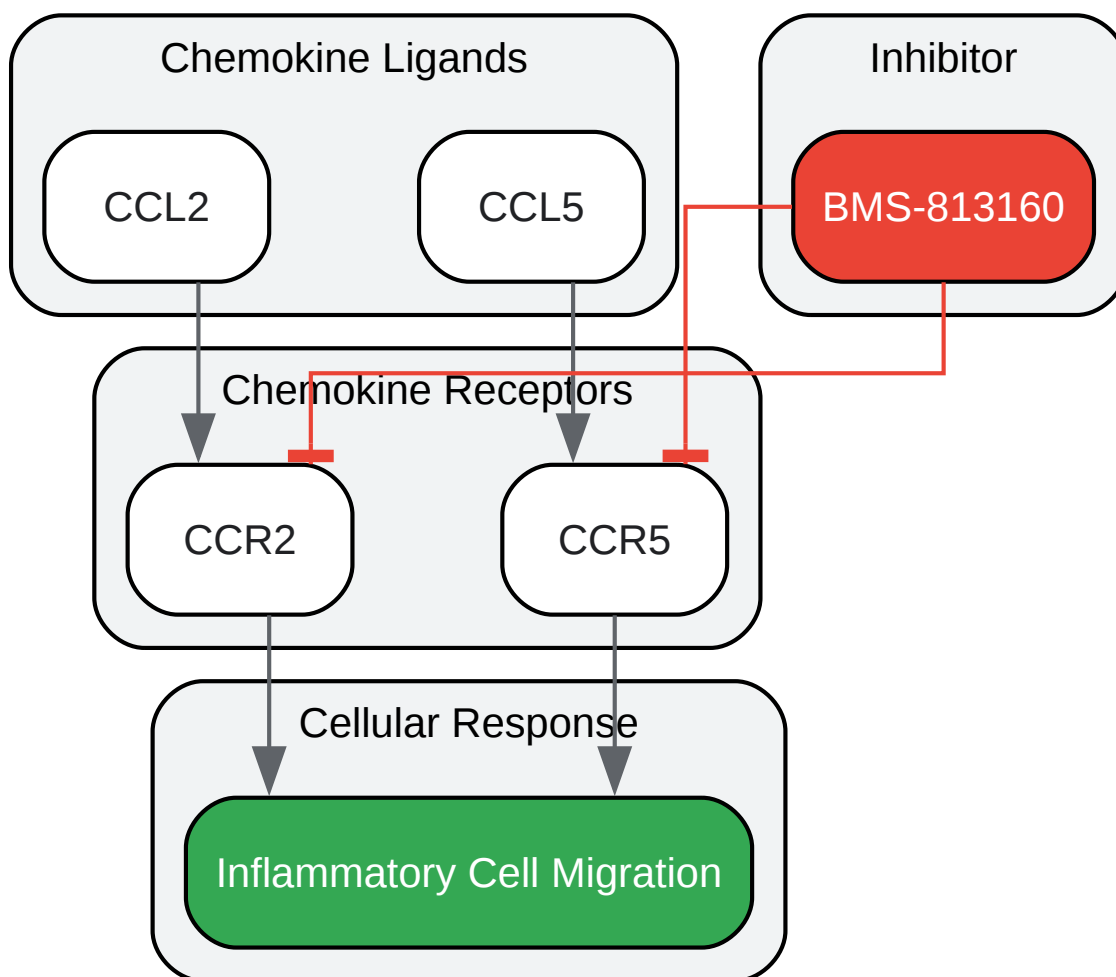 Chemokine Ligands
Inhibitor
CCL2
CCL5
BMS-813160
Chemokine Receptors
CCR2
CCR5
Cellular Response
Inflammatory Cell Migration